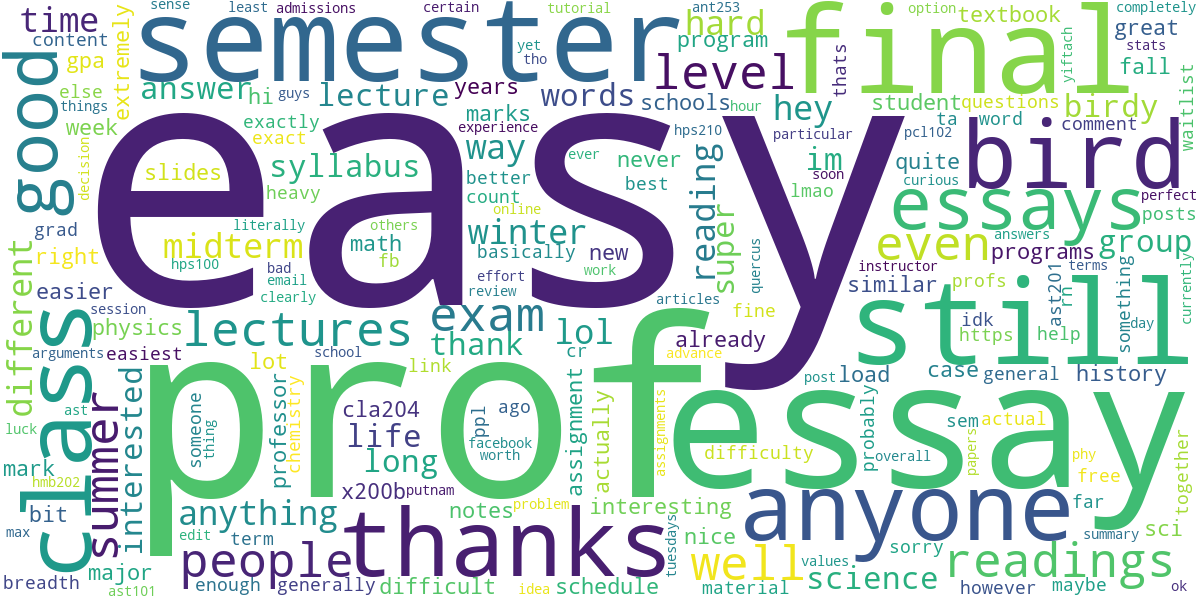 time
sense
least
admissions
certain
tutorial
ant253
option
completely
semester
final
content
gpa
extremely
yet
tho
hard
program
textbook
great
stats
fall
else
things
answer
hi
guys
lecture
years
words
level
schools
hour
thats
hey
student
questions
yiftach
waitlist
good
week
exactly
exact
marks
experience
hps210
particular
ta
word
birdy
comment
easy
slides
decision
syllabus
heavy
way
better
count
ever
never
best
reading
im
soon
lmao
pcl102
quite
curious
bird
perfect
posts
essays
grad
literally
others
online
winter
basically
super
quercus
even
answers
programs
group
right
midterm
hps100
bad
email
clearly
math
fb
new
effort
work
review
instructor
similar
profs
ast201
terms
rn
currently
something
different
easier
session
physics
lectures
exam
thank
lol
articles
fine
already
still
idk
https
help
day
class
arguments
easiest
lot
school
link
cr
advance
post
load
case
general
history
prof
essay
ast
luck
summer
interested
someone
thing
professor
chemistry
cla204
life
long
ppl
ago
facebook
worth
assignment
actually
assignments
difficulty
probably
overall
sem
actual
papers
phy
free
far
together
mark
hmb202
bit
max
x200b
putnam
notes
problem
interesting
anything
edit
term
thanks
anyone
tuesdays
nice
well
values
sorry
summary
sci
breadth
major
ast101
people
enough
generally
difficult
idea
schedule
material
science
readings
however
maybe
ok